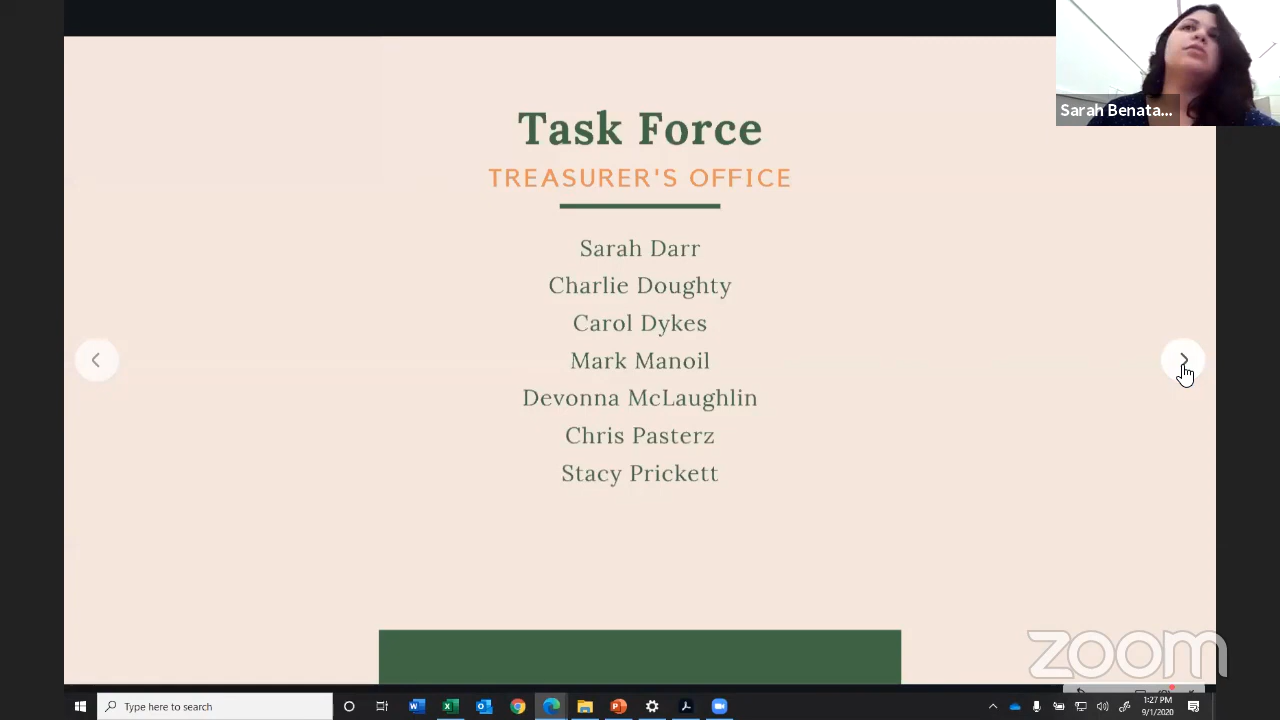 Task Force
TREASURER'S OFFICE
Sarah Darr
Charlie Doughty
Carol Dykes
Mark Manoil
Devonna McLaughlin
Chris Pasterz
Stacy Prickett
Sarah Benata...
zoom
Type here to search
1:27 PM
9/1/2020